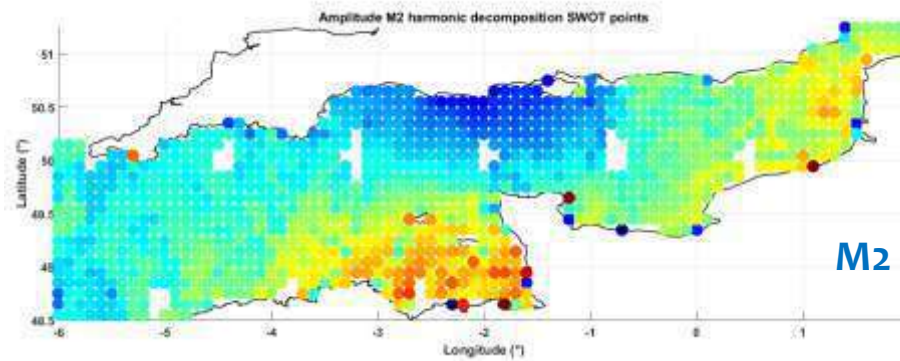 Amplitude M2 harmonic decomposition SWOT points
51
50.5
50
49.5
49
48.5
-6 -5 -4 -3 -2 -1 0 1
Latitude (°)
Longitude (°)
M2